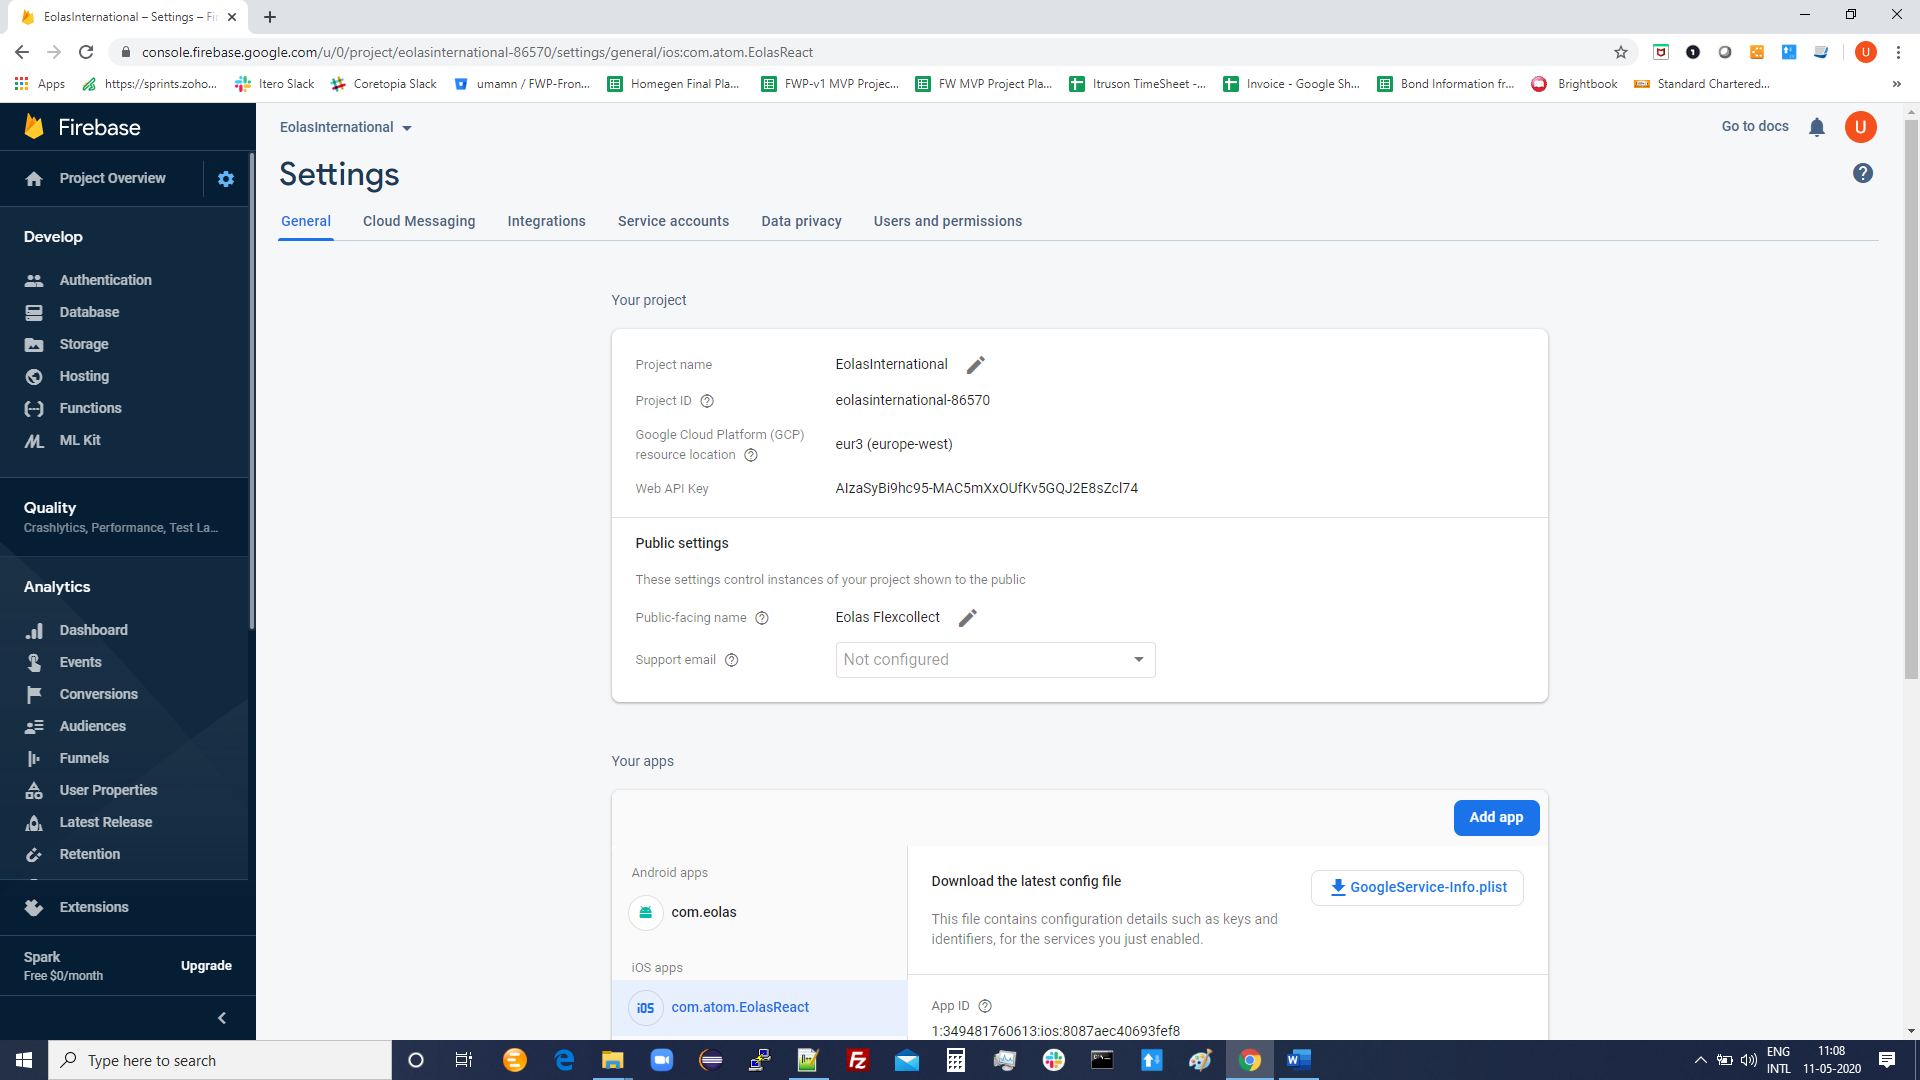 EolasInternational – Settings – Fi
console.firebase.google.com/u/0/project/eolasinternational-86570/settings/general/ios:com.atom.EolasReact
U
Apps
https://sprints.zoho...
Itero Slack
Coretopia Slack
umamn / FWP-Fron...
Homegen Final Pla...
FWP-v1 MVP Projec...
FW MVP Project Pla...
Itruson TimeSheet -...
Invoice - Google Sh...
Bond Information fr...
Brightbook
Standard Chartered...
»
Firebase
Project Overview
Develop
Authentication
Database
Storage
Hosting
Functions
ML Kit
Quality
Crashlytics, Performance, Test La...
Analytics
Dashboard
Events
Conversions
Audiences
Funnels
User Properties
Latest Release
Retention
Extensions
Spark
Free $0/month
Upgrade
EolasInternational
Go to docs
U
Settings
General
Cloud Messaging
Integrations
Service accounts
Data privacy
Users and permissions
Your project
Project name
EolasInternational
Project ID
eolasinternational-86570
Google Cloud Platform (GCP)
resource location
eur3 (europe-west)
Web API Key
AIzaSyBi9hc95-MAC5mXxOUfKv5GQJ2E8sZcl74
Public settings
These settings control instances of your project shown to the public
Public-facing name
Eolas Flexcollect
Support email
Not configured
Your apps
Add app
Android apps
com.eolas
iOS apps
iOS
com.atom.EolasReact
Download the latest config file
GoogleService-Info.plist
This file contains configuration details such as keys and
identifiers, for the services you just enabled.
App ID
1:349481760613:ios:8087aec40693fef8
Type here to search
ENG
INTL
11:08
11-05-2020